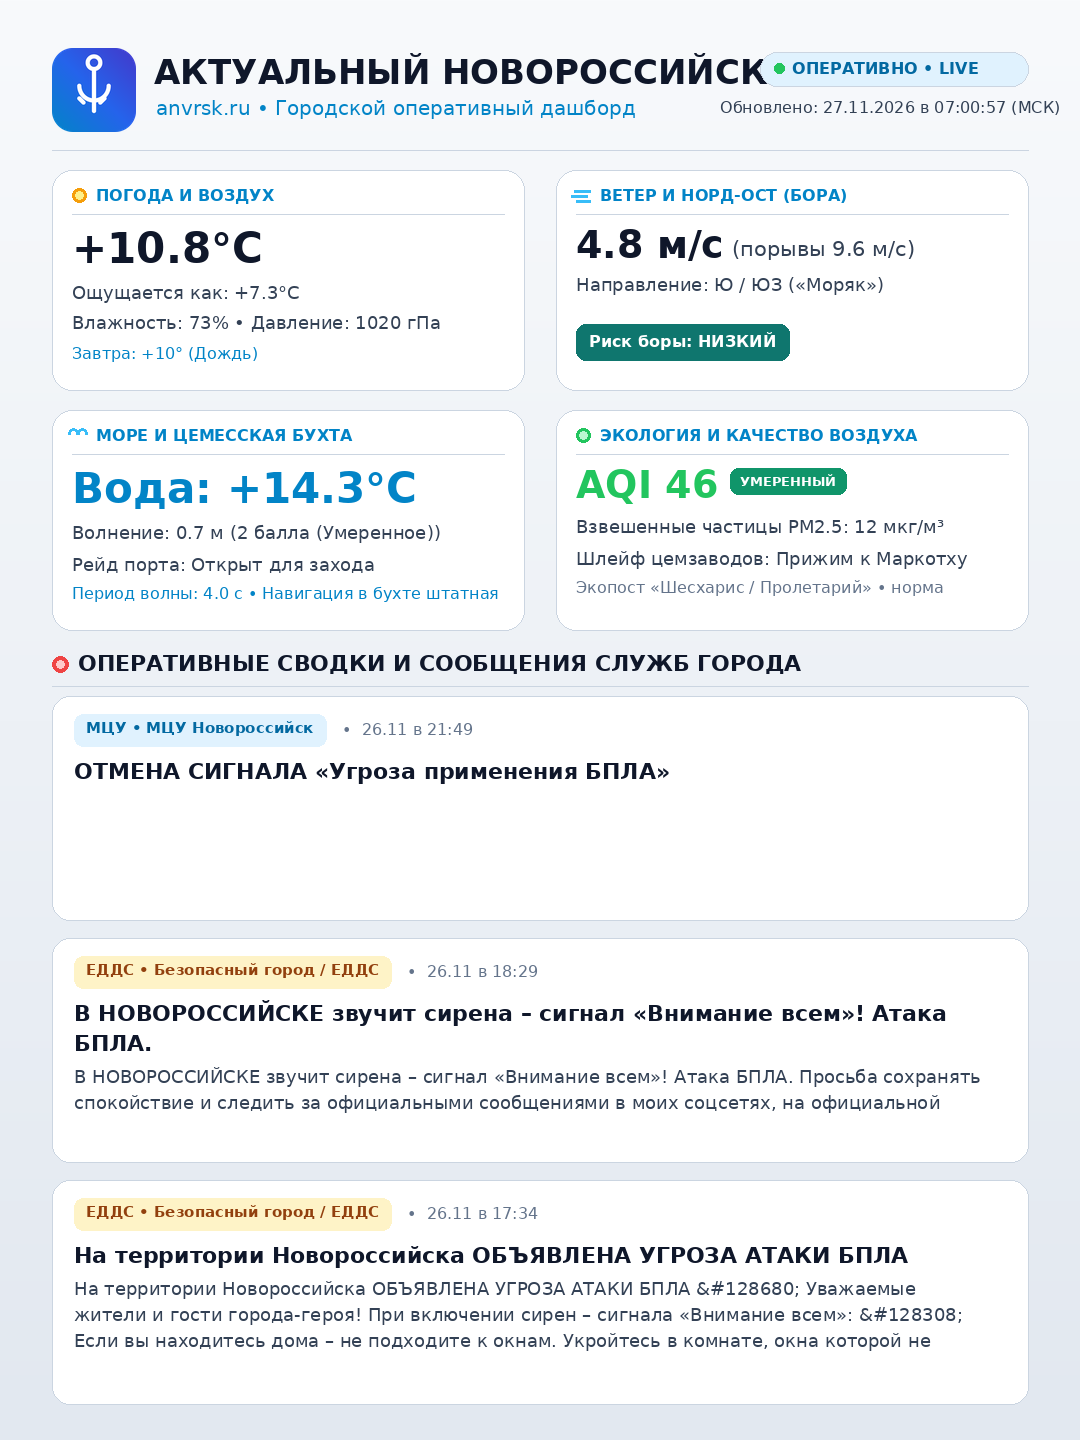 АКТУАЛЬНЫЙ НОВОРОССИЙСК
ОПЕРАТИВНО • LIVE
anvrsk.ru • Городской оперативный дашборд
Обновлено: 27.11.2026 в 07:00:57 (МСК)
ПОГОДА И ВОЗДУХ
+10.8°C
Ощущается как: +7.3°C
Влажность: 73% • Давление: 1020 гПа
Завтра: +10° (Дождь)
ВЕТЕР И НОРД-ОСТ (БОРА)
4.8 м/с (порывы 9.6 м/с)
Направление: Ю / ЮЗ («Моряк»)
Риск боры: НИЗКИЙ
МОРЕ И ЦЕМЕССКАЯ БУХТА
Вода: +14.3°C
Волнение: 0.7 м (2 балла (Умеренное))
Рейд порта: Открыт для захода
Период волны: 4.0 с • Навигация в бухте штатная
ЭКОЛОГИЯ И КАЧЕСТВО ВОЗДУХА
AQI 46 УМЕРЕННЫЙ
Взвешенные частицы PM2.5: 12 мкг/м³
Шлейф цемзаводов: Прижим к Маркотху
Экопост «Шесхарис / Пролетарий» • норма
ОПЕРАТИВНЫЕ СВОДКИ И СООБЩЕНИЯ СЛУЖБ ГОРОДА
МЦУ • МЦУ Новороссийск • 26.11 в 21:49
ОТМЕНА СИГНАЛА «Угроза применения БПЛА»
ЕДДС • Безопасный город / ЕДДС • 26.11 в 18:29
В НОВОРОССИЙСКЕ звучит сирена – сигнал «Внимание всем»! Атака
БПЛА.
В НОВОРОССИЙСКЕ звучит сирена – сигнал «Внимание всем»! Атака БПЛА. Просьба сохранять
спокойствие и следить за официальными сообщениями в моих соцсетях, на официальной
ЕДДС • Безопасный город / ЕДДС • 26.11 в 17:34
На территории Новороссийска ОБЪЯВЛЕНА УГРОЗА АТАКИ БПЛА
На территории Новороссийска ОБЪЯВЛЕНА УГРОЗА АТАКИ БПЛА &#128680; Уважаемые
жители и гости города-героя! При включении сирен – сигнала «Внимание всем»: &#128308;
Если вы находитесь дома – не подходите к окнам. Укройтесь в комнате, окна которой не